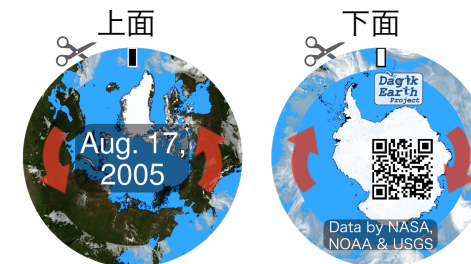 上面
下面
Aug. 17,
2005
Dagik
Earth
Project
Data by NASA,
NOAA & USGS